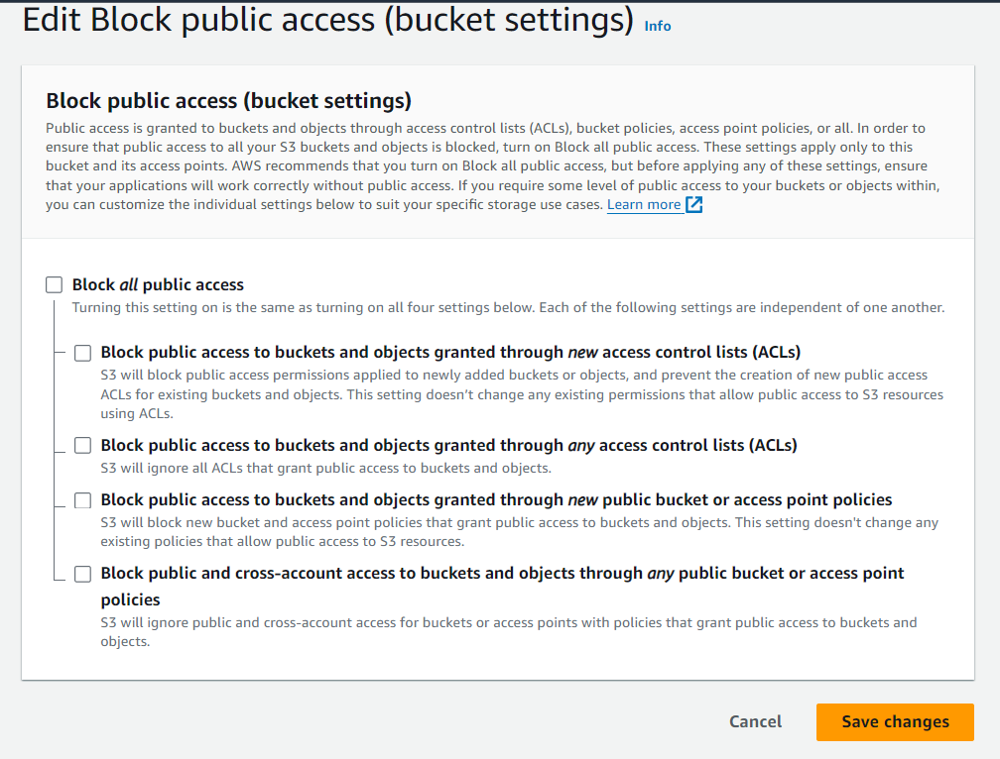 Edit Block public access (bucket settings) Info
Block public access (bucket settings)
Public access is granted to buckets and objects through access control lists (ACLs), bucket policies, access point policies, or all. In order to
ensure that public access to all your S3 buckets and objects is blocked, turn on Block all public access. These settings apply only to this
bucket and its access points. AWS recommends that you turn on Block all public access, but before applying any of these settings, ensure
that your applications will work correctly without public access. If you require some level of public access to your buckets or objects within,
you can customize the individual settings below to suit your specific storage use cases. Learn more
Block all public access
Turning this setting on is the same as turning on all four settings below. Each of the following settings are independent of one another.
Block public access to buckets and objects granted through new access control lists (ACLs)
S3 will block public access permissions applied to newly added buckets or objects, and prevent the creation of new public access
ACLs for existing buckets and objects. This setting doesn't change any existing permissions that allow public access to S3 resources
using ACLs.
Block public access to buckets and objects granted through any access control lists (ACLs)
S3 will ignore all ACLs that grant public access to buckets and objects.
Block public access to buckets and objects granted through new public bucket or access point policies
S3 will block new bucket and access point policies that grant public access to buckets and objects. This setting doesn't change any
existing policies that allow public access to S3 resources.
Block public and cross-account access to buckets and objects through any public bucket or access point
policies
S3 will ignore public and cross-account access for buckets or access points with policies that grant public access to buckets and
objects.
Cancel Save changes